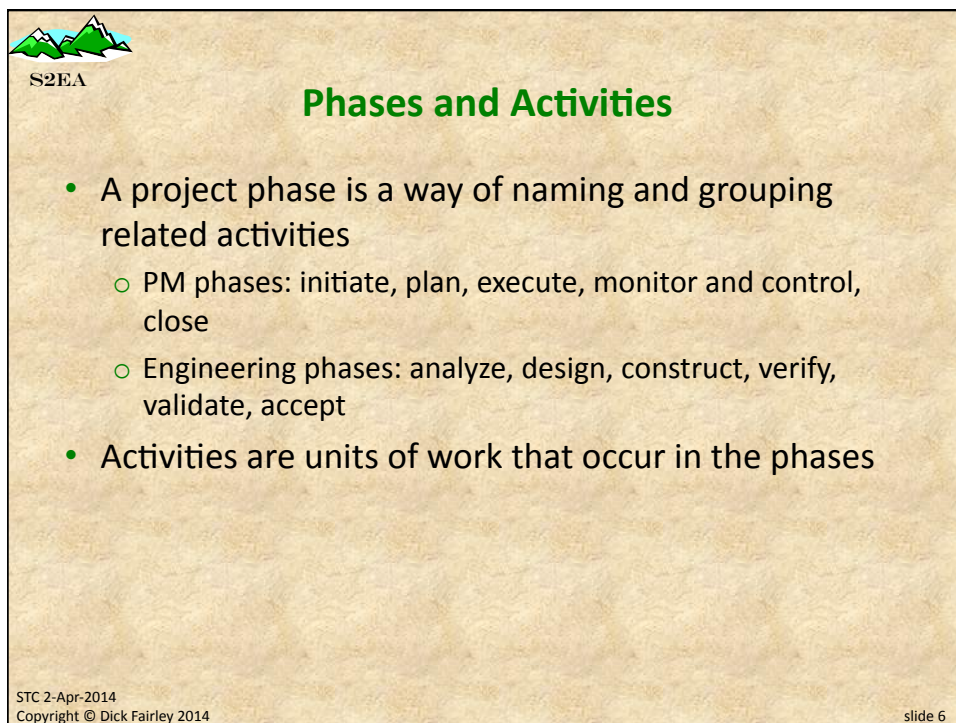 S2EA
Phases and Activities
• A project phase is a way of naming and grouping
related activities
o PM phases: initiate, plan, execute, monitor and control,
close
o Engineering phases: analyze, design, construct, verify,
validate, accept
• Activities are units of work that occur in the phases
STC 2-Apr-2014
Copyright © Dick Fairley 2014
slide 6